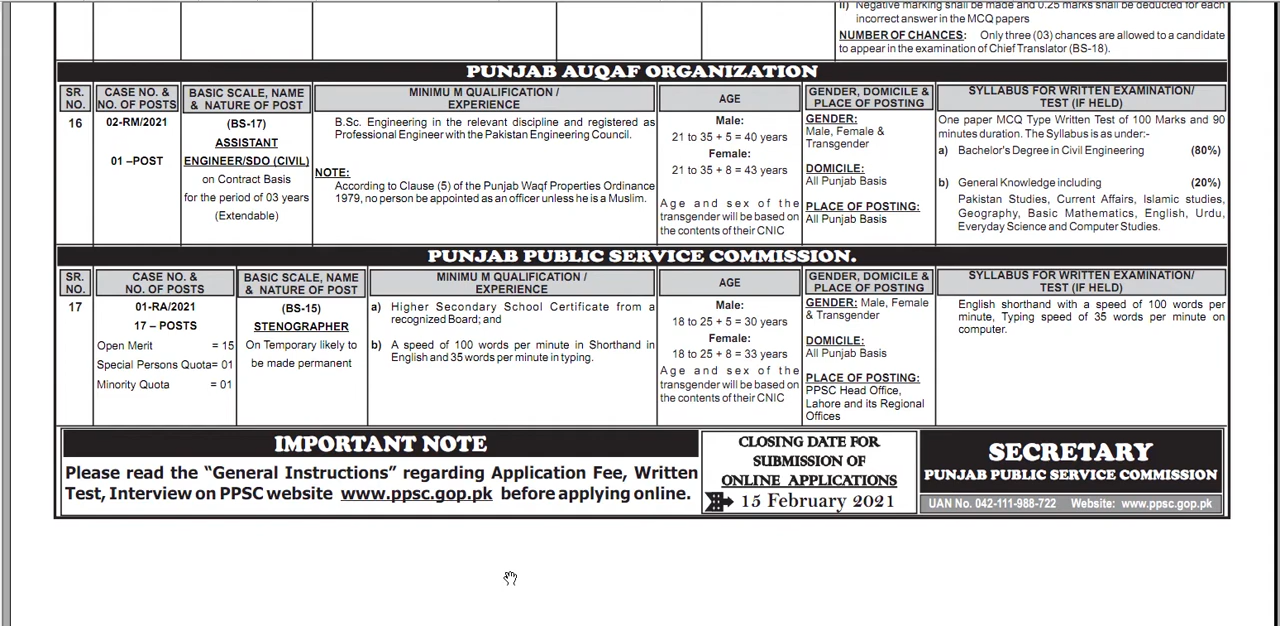 ii) Negative marking shall be made and 0.25 marks shall be deducted for each
incorrect answer in the MCQ papers
NUMBER OF CHANCES: Only three (03) chances are allowed to a candidate
to appear in the examination of Chief Translator (BS-18).
PUNJAB AUQAF ORGANIZATION
SR.
NO.
CASE NO. &
NO. OF POSTS
BASIC SCALE, NAME
& NATURE OF POST
MINIMU M QUALIFICATION /
EXPERIENCE
AGE
GENDER, DOMICILE &
PLACE OF POSTING
SYLLABUS FOR WRITTEN EXAMINATION/
TEST (IF HELD)
16
02-RM/2021
01 –POST
(BS-17)
ASSISTANT
ENGINEER/SDO (CIVIL)
on Contract Basis
for the period of 03 years
(Extendable)
B.Sc. Engineering in the relevant discipline and registered as
Professional Engineer with the Pakistan Engineering Council.
NOTE:
According to Clause (5) of the Punjab Waqf Properties Ordinance
1979, no person be appointed as an officer unless he is a Muslim.
Male:
21 to 35 + 5 = 40 years
Female:
21 to 35 + 8 = 43 years
Age and sex of the
transgender will be based on
the contents of their CNIC
GENDER:
Male, Female &
Transgender
DOMICILE:
All Punjab Basis
PLACE OF POSTING:
All Punjab Basis
One paper MCQ Type Written Test of 100 Marks and 90
minutes duration. The Syllabus is as under:-
a) Bachelor's Degree in Civil Engineering (80%)
b) General Knowledge including (20%)
Pakistan Studies, Current Affairs, Islamic studies,
Geography, Basic Mathematics, English, Urdu,
Everyday Science and Computer Studies.
PUNJAB PUBLIC SERVICE COMMISSION.
SR.
NO.
CASE NO. &
NO. OF POSTS
BASIC SCALE, NAME
& NATURE OF POST
MINIMU M QUALIFICATION /
EXPERIENCE
AGE
GENDER, DOMICILE &
PLACE OF POSTING
SYLLABUS FOR WRITTEN EXAMINATION/
TEST (IF HELD)
17
01-RA/2021
17 – POSTS
Open Merit = 15
Special Persons Quota= 01
Minority Quota = 01
(BS-15)
STENOGRAPHER
On Temporary likely to
be made permanent
a) Higher Secondary School Certificate from a
recognized Board; and
b) A speed of 100 words per minute in Shorthand in
English and 35 words per minute in typing.
Male:
18 to 25 + 5 = 30 years
Female:
18 to 25 + 8 = 33 years
Age and sex of the
transgender will be based on
the contents of their CNIC
GENDER: Male, Female
& Transgender
DOMICILE:
All Punjab Basis
PLACE OF POSTING:
PPSC Head Office,
Lahore and its Regional
Offices
English shorthand with a speed of 100 words per
minute, Typing speed of 35 words per minute on
computer.
IMPORTANT NOTE
Please read the “General Instructions” regarding Application Fee, Written
Test, Interview on PPSC website www.ppsc.gop.pk before applying online.
CLOSING DATE FOR
SUBMISSION OF
ONLINE APPLICATIONS
15 February 2021
SECRETARY
PUNJAB PUBLIC SERVICE COMMISSION
UAN No. 042-111-988-722 Website: www.ppsc.gop.pk